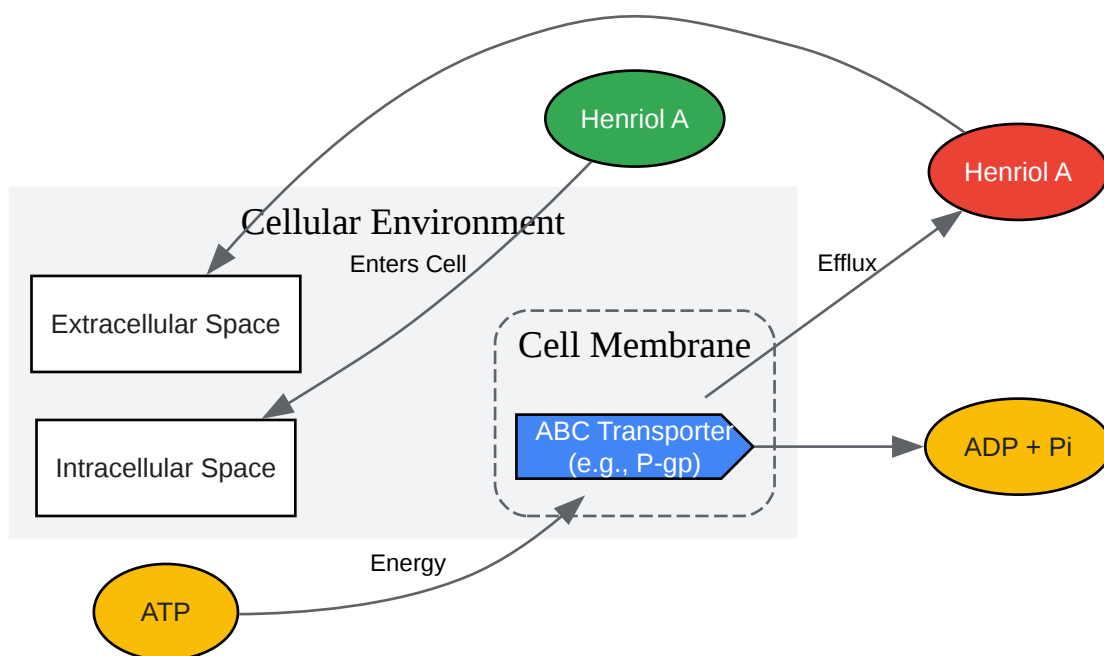 Henriol A
Henriol A
Cellular Environment
Enters Cell
Efflux
Extracellular Space
Cell Membrane
ABC Transporter
(e.g., P-gp)
ADP + Pi
Intracellular Space
Energy
ATP